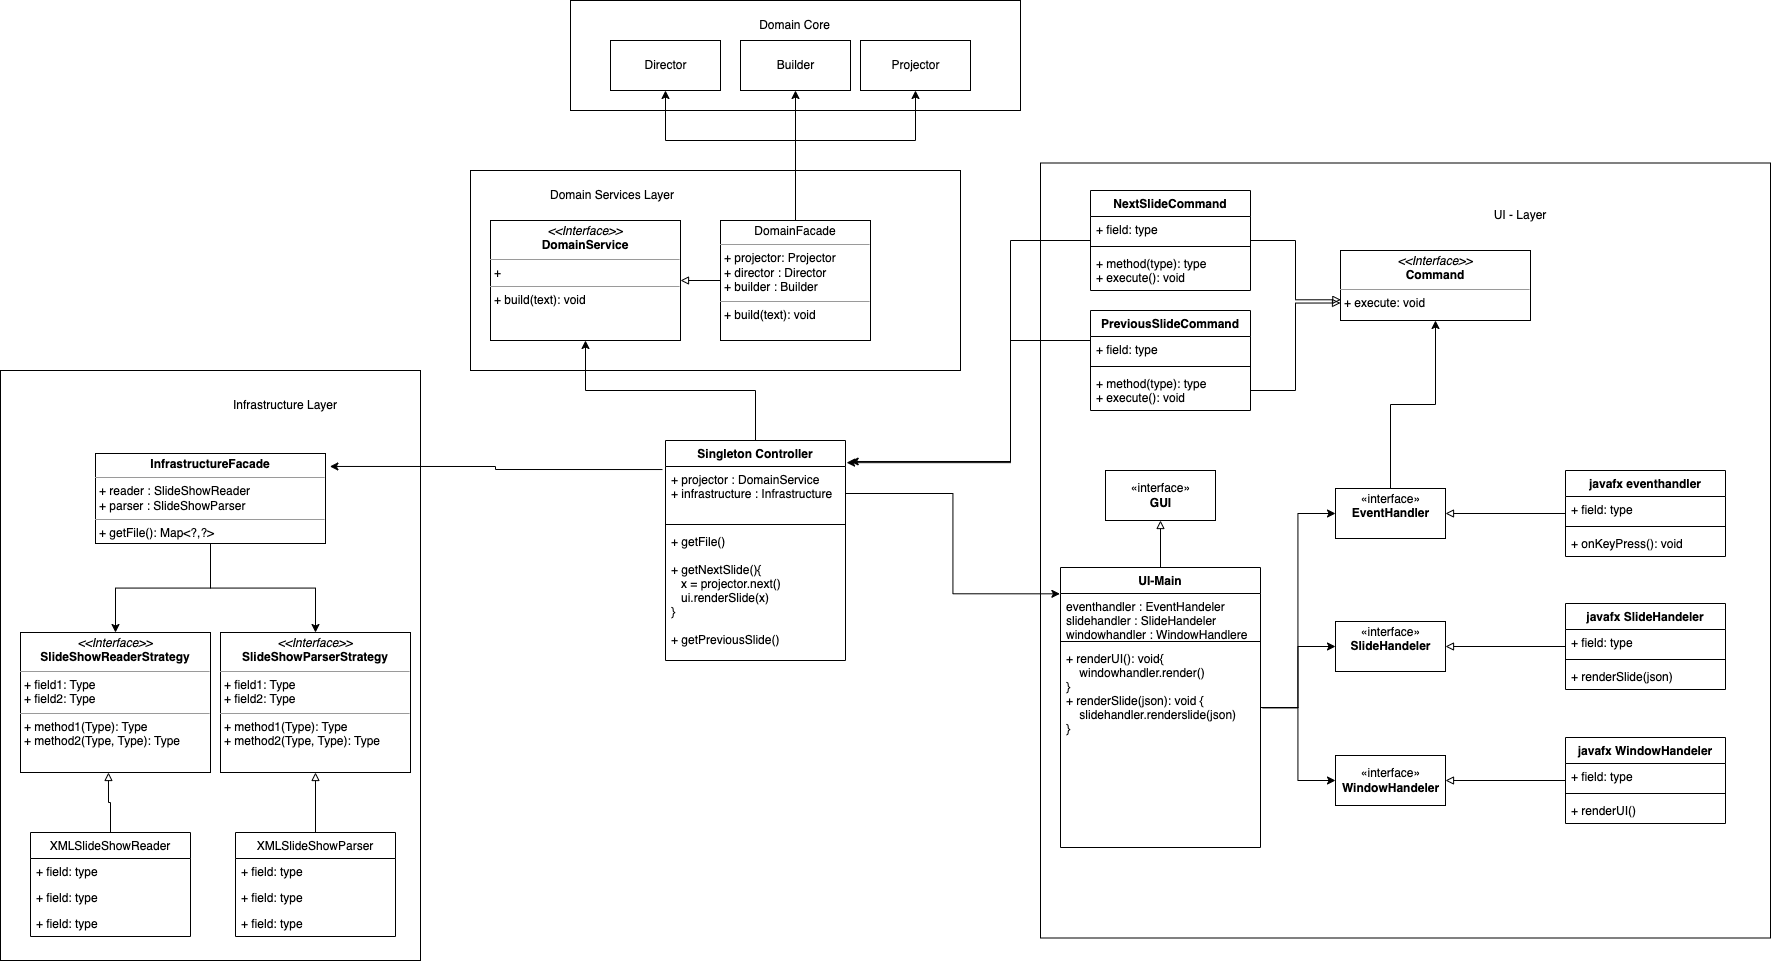 Domain Core
Director
Builder
Projector
Domain Services Layer
<<Interface>>
DomainService
+
+ build(text): void
DomainFacade
+ projector: Projector
+ director : Director
+ builder : Builder
+ build(text): void
UI - Layer
NextSlideCommand
+ field: type
+ method(type): type
+ execute(): void
PreviousSlideCommand
+ field: type
+ method(type): type
+ execute(): void
<<Interface>>
Command
+ execute: void
Infrastructure Layer
InfrastructureFacade
+ reader : SlideShowReader
+ parser : SlideShowParser
+ getFile(): Map<?,?>
<<Interface>>
SlideShowReaderStrategy
+ field1: Type
+ field2: Type
+ method1(Type): Type
+ method2(Type, Type): Type
<<Interface>>
SlideShowParserStrategy
+ field1: Type
+ field2: Type
+ method1(Type): Type
+ method2(Type, Type): Type
XMLSlideShowReader
+ field: type
+ field: type
+ field: type
XMLSlideShowParser
+ field: type
+ field: type
+ field: type
Singleton Controller
+ projector : DomainService
+ infrastructure : Infrastructure
+ getFile()
+ getNextSlide(){
x = projector.next()
ui.renderSlide(x)
}
+ getPreviousSlide()
«interface»
GUI
UI-Main
eventhandler : EventHandeler
slidehandler : SlideHandeler
windowhandler : WindowHandlere
+ renderUI(): void{
windowhandler.render()
}
+ renderSlide(json): void {
slidehandler.renderslide(json)
}
«interface»
EventHandler
javafx eventhandler
+ field: type
+ onKeyPress(): void
«interface»
SlideHandeler
javafx SlideHandeler
+ field: type
+ renderSlide(json)
«interface»
WindowHandeler
javafx WindowHandeler
+ field: type
+ renderUI()